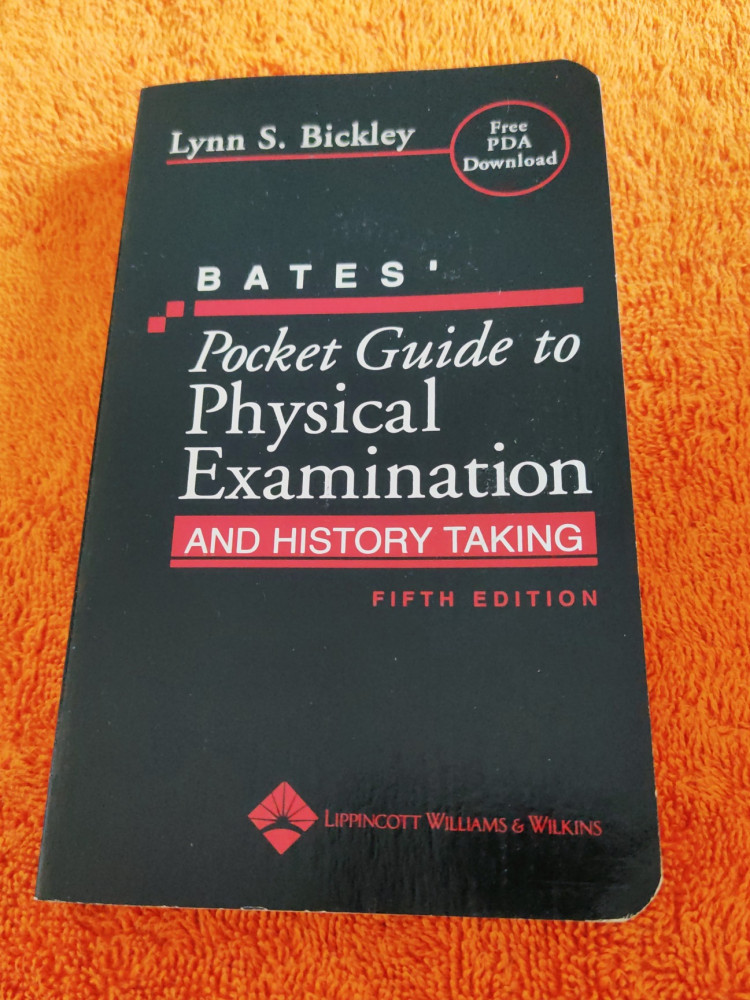 Lynn S. Bickley
Free
PDA
Download
BATES'
Pocket Guide to
Physical
Examination
AND HISTORY TAKING
FIFTH EDITION
LIPPINCOTT WILLIAMS & WILKINS